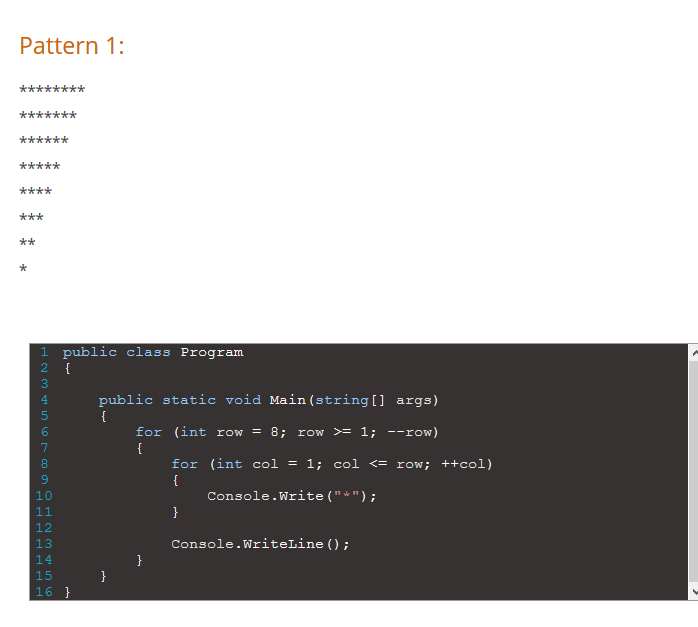 Pattern 1:
********
*******
******
*****
****
***
**
*
1 public class Program
2 {
3
4     public static void Main(string[] args)
5     {
6         for (int row = 8; row >= 1; --row)
7         {
8             for (int col = 1; col <= row; ++col)
9             {
10                 Console.Write("*");
11             }
12
13             Console.WriteLine();
14         }
15     }
16 }